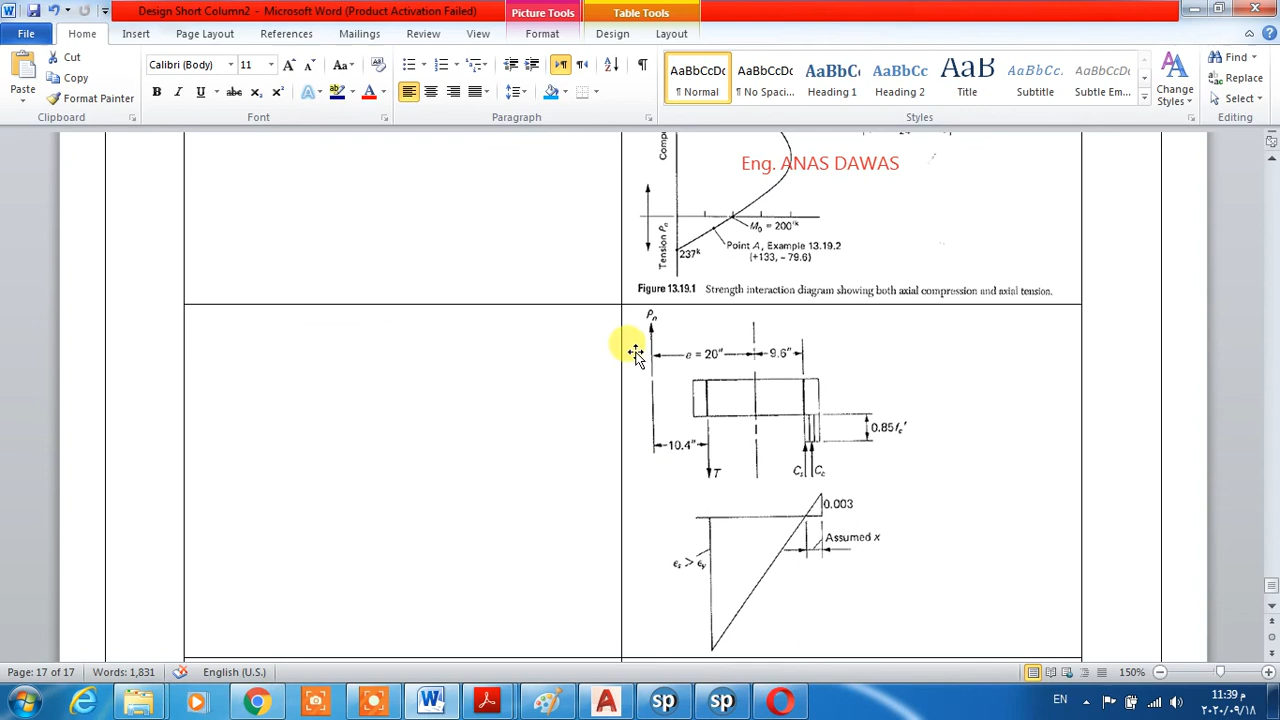 Design Short Column2 - Microsoft Word (Product Activation Failed)
Picture Tools
Table Tools
File
Home
Insert
Page Layout
References
Mailings
Review
View
Format
Design
Layout
Paste
Cut
Copy
Format Painter
Clipboard
Calibri (Body)
11
Font
Paragraph
AaBbCcDc
¶ Normal
AaBbCcDc
¶ No Spaci...
AaBbCc
Heading 1
AaBbCc
Heading 2
AaB
Title
AaBbCc.
Subtitle
AaBbCcDc
Subtle Em...
Change
Styles
Styles
Find
Replace
Select
Editing
Eng. ANAS DAWAS
Tension Pn
M₀ = 200'ᵏ
Point A, Example 13.19.2
(+133, − 79.6)
237ᵏ
Figure 13.19.1 Strength interaction diagram showing both axial compression and axial tension.
Pn
e = 20"
9.6"
0.85fc′
10.4"
T
Cs
Cc
0.003
Assumed x
ϵs > ϵy
Page: 17 of 17
Words: 1,831
English (U.S.)
150%
EN
11:39 م
٢٠٢٠/٠٩/١٨